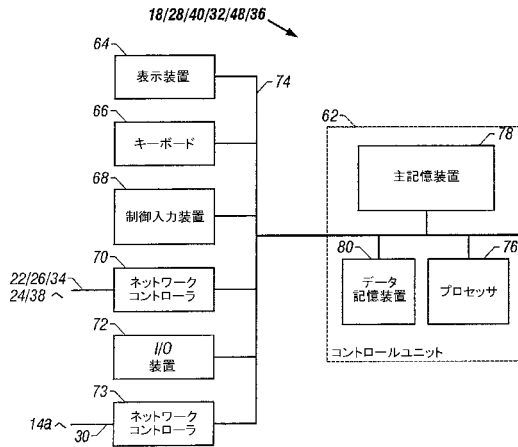 18/28/40/32/48/36
64
表示装置
74
66
キーボード
62
78
主記憶装置
68
制御入力装置
70
22/26/34
24/38 へ
ネットワーク
コントローラ
80
データ
記憶装置
76
プロセッサ
72
I/O
装置
コントロールユニット
73
14aへ
30
ネットワーク
コントローラ